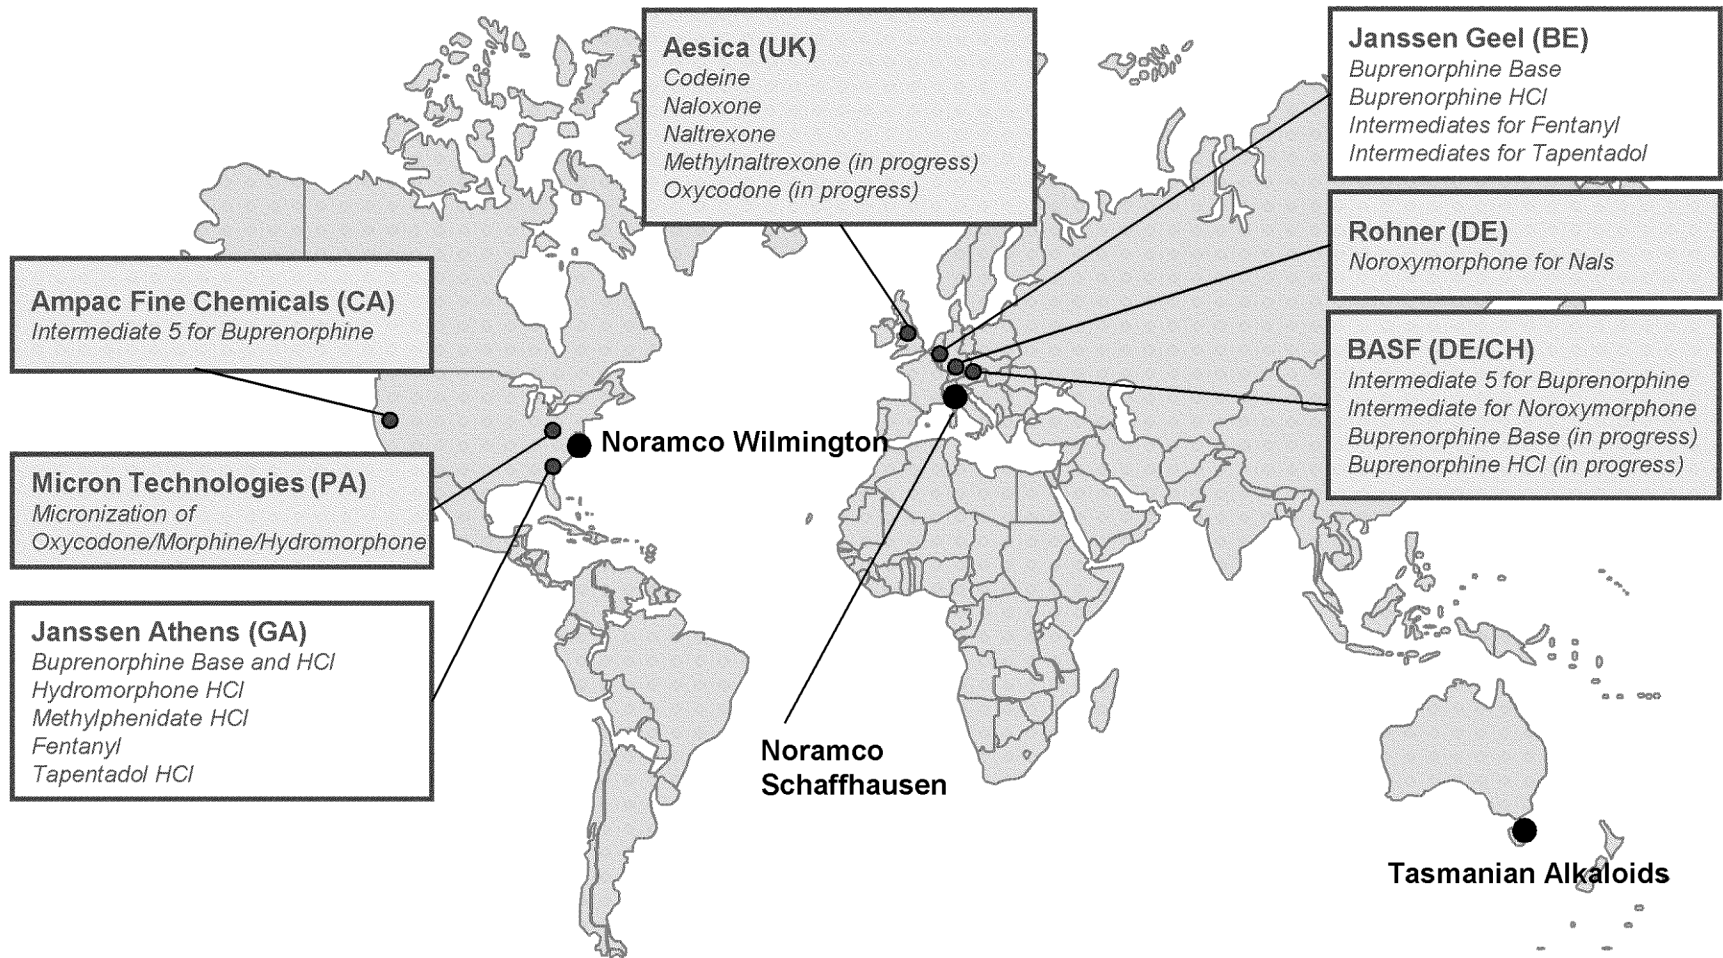 Aesica (UK)
Codeine
Naloxone
Naltrexone
Methylnaltrexone (in progress)
Oxycodone (in progress)
Janssen Geel (BE)
Buprenorphine Base
Buprenorphine HCl
Intermediates for Fentanyl
Intermediates for Tapentadol
Rohner (DE)
Noroxymorphone for Nals
Ampac Fine Chemicals (CA)
Intermediate 5 for Buprenorphine
BASF (DE/CH)
Intermediate 5 for Buprenorphine
Intermediate for Noroxymorphone
Buprenorphine Base (in progress)
Buprenorphine HCl (in progress)
Noramco Wilmington
Micron Technologies (PA)
Micronization of
Oxycodone/Morphine/Hydromorphone
Janssen Athens (GA)
Buprenorphine Base and HCl
Hydromorphone HCl
Methylphenidate HCl
Fentanyl
Tapentadol HCl
Noramco
Schaffhausen
Tasmanian Alkaloids